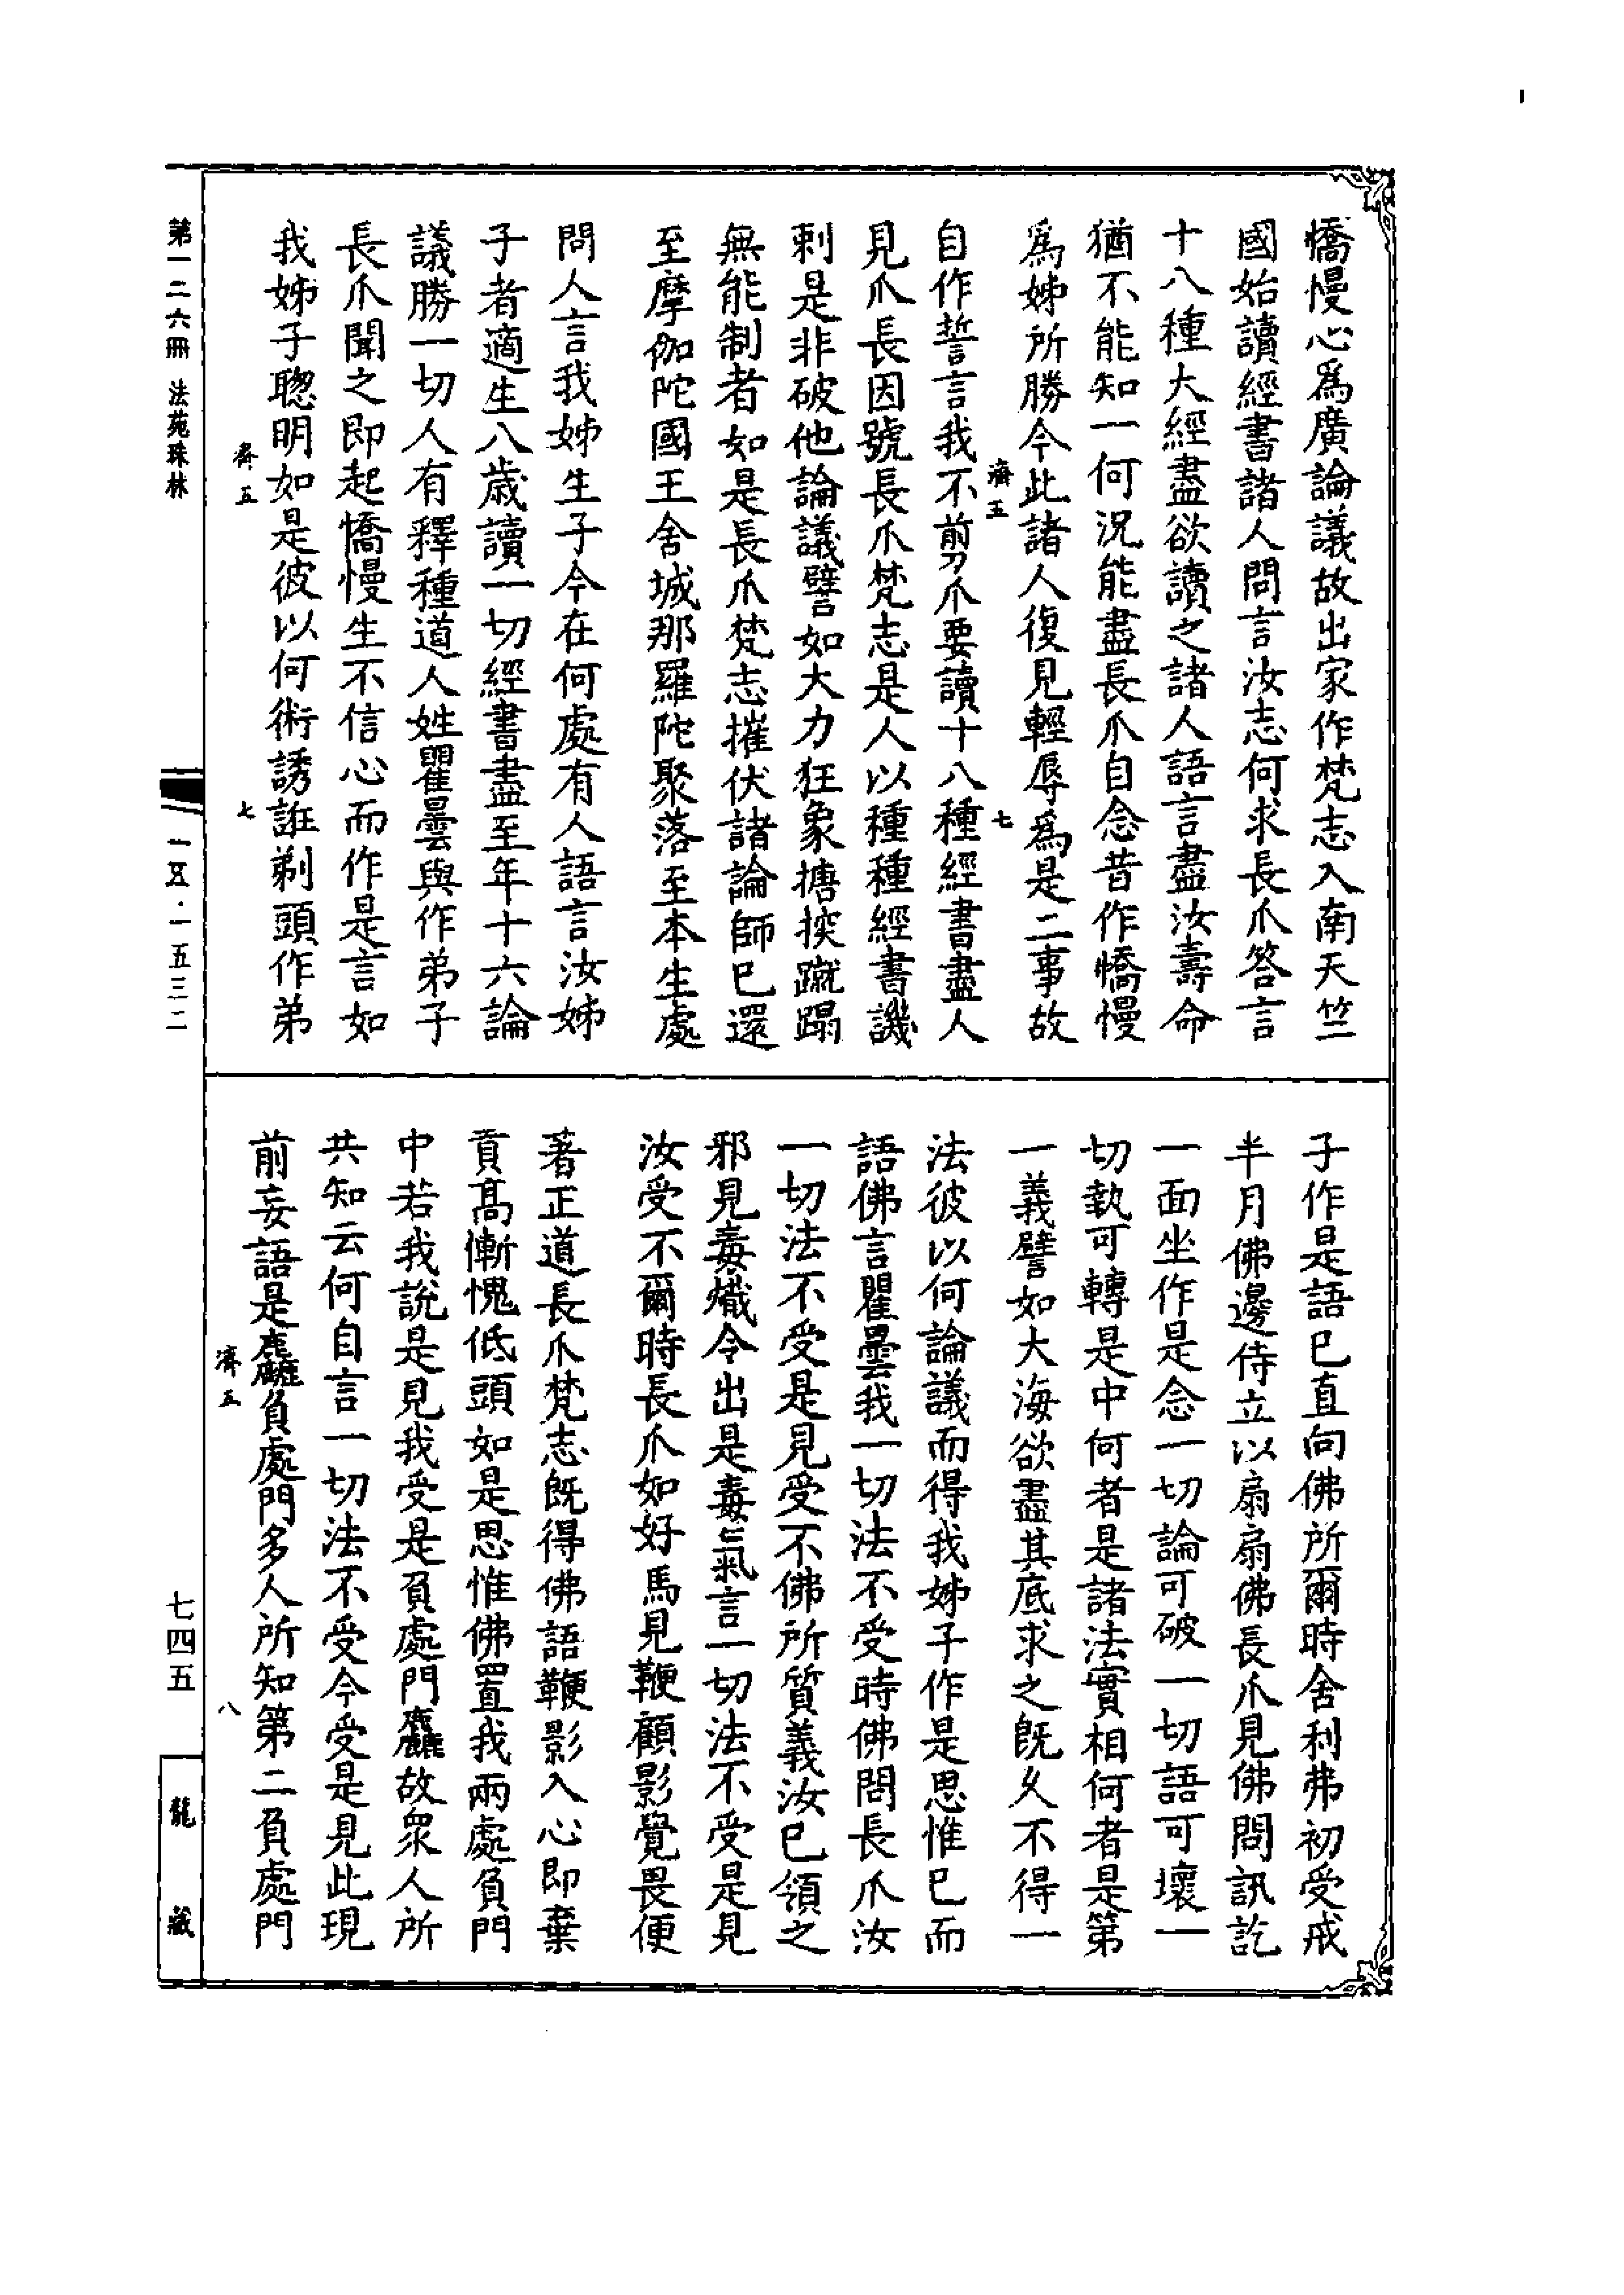 憍慢心爲廣論議故出家作梵志入南天竺
國始讀經書諸人問言汝志何求長爪答言
十八種大經盡欲讀之諸人語言盡汝壽命
猶不能知一何況能盡長爪自念昔作憍慢
爲姊所勝今此諸人復見輕辱爲是二事故
濟五
七
自作誓言我不剪爪要讀十八種經書盡人
見爪長因號長爪梵志是人以種種經書譏
刺是非破他論議譬如大力狂象搪揬蹴蹋
無能制者如是長爪梵志摧伏諸論師已還
至摩伽陀國王舍城那羅陀聚落至本生處
問人言我姊生子今在何處有人語言汝姊
子者適生八歲讀一切經書盡至年十六論
議勝一切人有釋種道人姓瞿曇與作弟子
長爪聞之即起憍慢生不信心而作是言如
我姊子聰明如是彼以何術誘誑剃頭作弟
濟五
七
子作是語已直向佛所爾時舍利弗初受戒
半月佛邊侍立以扇扇佛長爪見佛問訊訖
一面坐作是念一切論可破一切語可壞一
切執可轉是中何者是諸法實相何者是第
一義譬如大海欲盡其底求之既久不得一
法彼以何論議而得我姊子作是思惟已而
語佛言瞿曇我一切法不受時佛問長爪汝
一切法不受是見受不佛所質義汝已領之
邪見毒熾今出是毒氣言一切法不受是見
汝受不爾時長爪如好馬見鞭顧影覺畏便
著正道長爪梵志既得佛語鞭影入心即棄
貢高慚愧低頭如是思惟佛置我兩處負門
中若我說是見我受是負處門麤故眾人所
共知云何自言一切法不受今受是見此現
前妄語是麤負處門多人所知第二負處門
濟五
八
第一二六冊 法苑珠林
一五·一五三二
七四五
龍藏